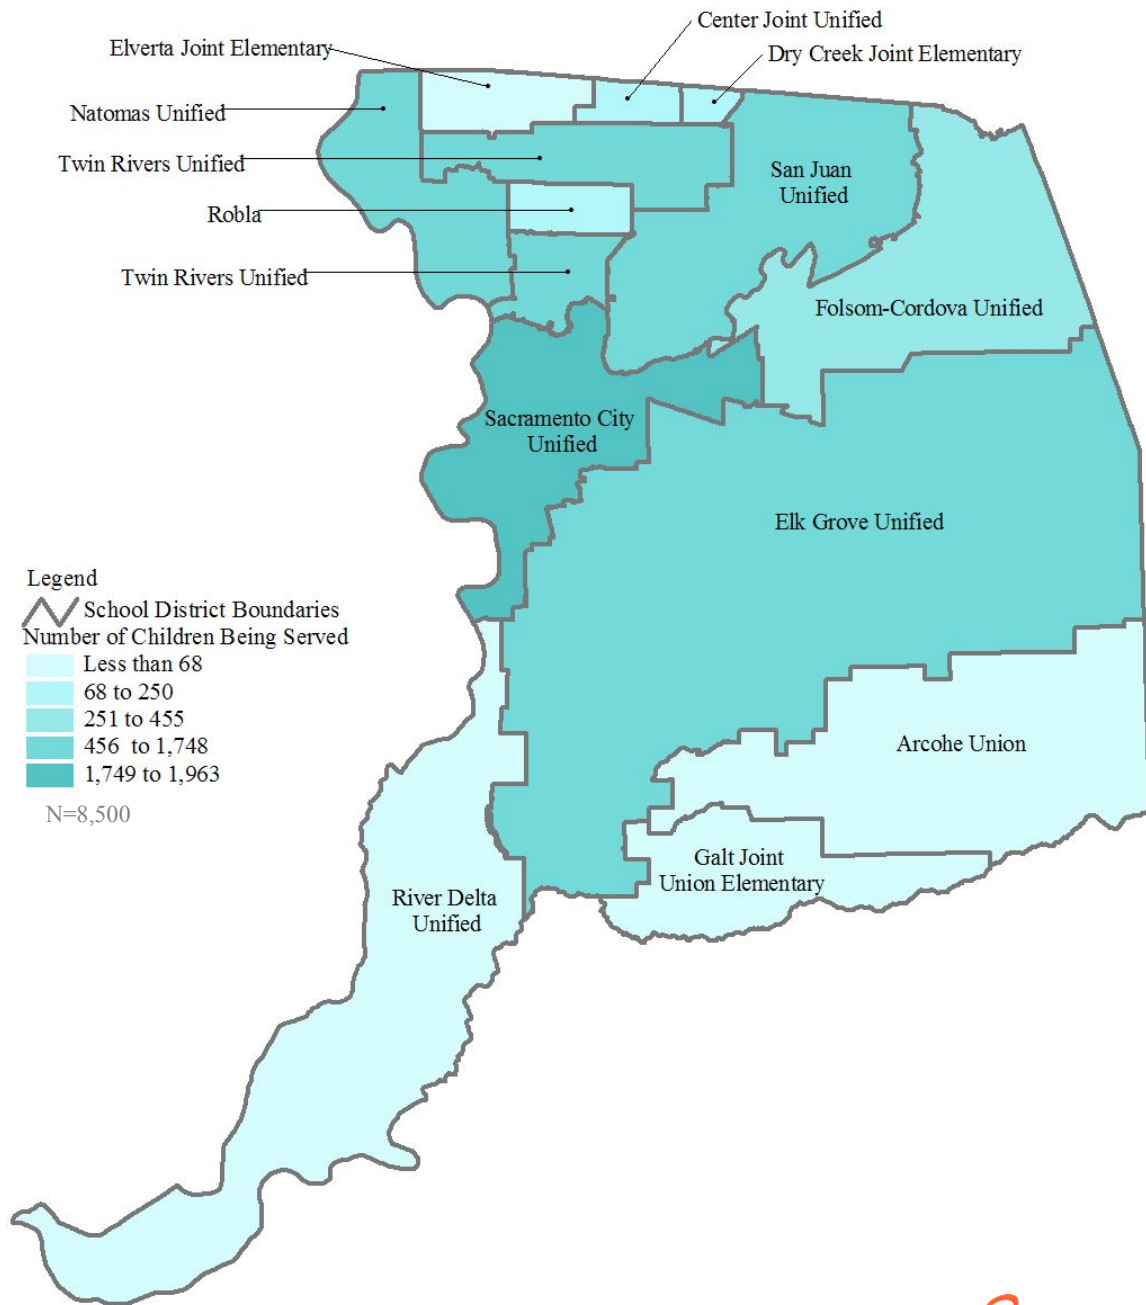 Center Joint Unified
Elverta Joint Elementary
Dry Creek Joint Elementary
Natomas Unified
Twin Rivers Unified
San Juan
Unified
Robla
Twin Rivers Unified
Folsom-Cordova Unified
Sacramento City
Unified
Elk Grove Unified
Legend
School District Boundaries
Number of Children Being Served
Less than 68
68 to 250
251 to 455
456 to 1,748
1,749 to 1,963
N=8,500
Arcohe Union
Galt Joint
Union Elementary
River Delta
Unified